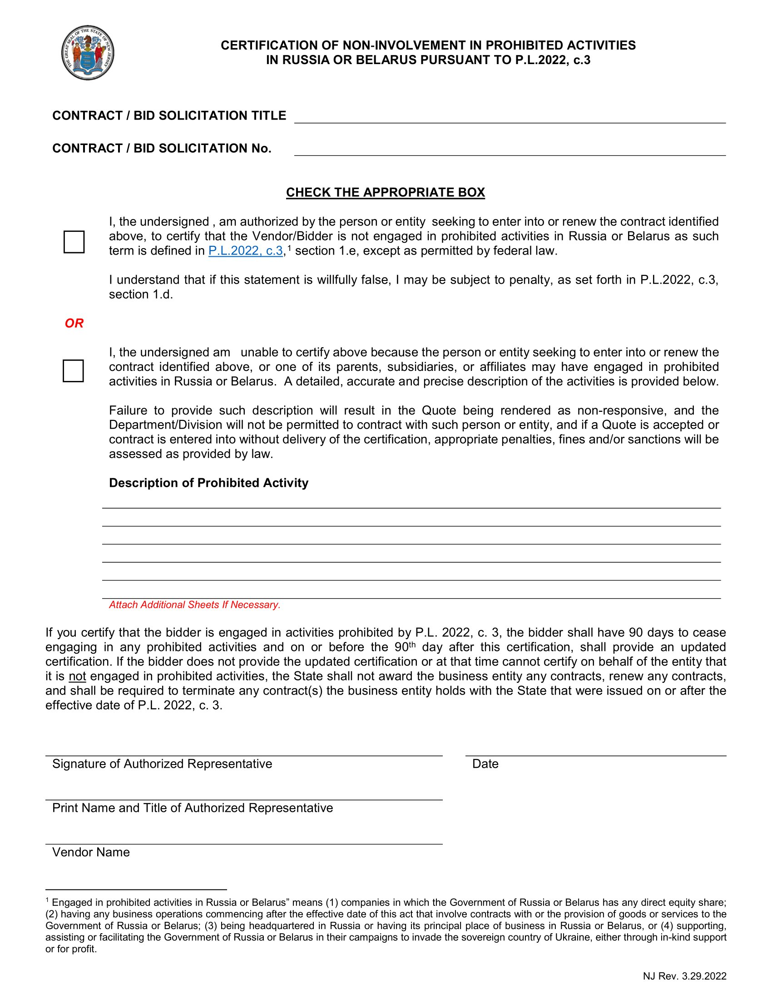 THE GREAT SEAL OF THE STATE OF NEW JERSEY
CERTIFICATION OF NON-INVOLVEMENT IN PROHIBITED ACTIVITIES
IN RUSSIA OR BELARUS PURSUANT TO P.L.2022, c.3
CONTRACT / BID SOLICITATION TITLE
CONTRACT / BID SOLICITATION No.
CHECK THE APPROPRIATE BOX
I, the undersigned , am authorized by the person or entity  seeking to enter into or renew the contract identified
above, to certify that the Vendor/Bidder is not engaged in prohibited activities in Russia or Belarus as such
term is defined in P.L.2022, c.3,¹ section 1.e, except as permitted by federal law.
I understand that if this statement is willfully false, I may be subject to penalty, as set forth in P.L.2022, c.3,
section 1.d.
OR
I, the undersigned am   unable to certify above because the person or entity seeking to enter into or renew the
contract identified above, or one of its parents, subsidiaries, or affiliates may have engaged in prohibited
activities in Russia or Belarus.  A detailed, accurate and precise description of the activities is provided below.
Failure to provide such description will result in the Quote being rendered as non-responsive, and the
Department/Division will not be permitted to contract with such person or entity, and if a Quote is accepted or
contract is entered into without delivery of the certification, appropriate penalties, fines and/or sanctions will be
assessed as provided by law.
Description of Prohibited Activity
Attach Additional Sheets If Necessary.
If you certify that the bidder is engaged in activities prohibited by P.L. 2022, c. 3, the bidder shall have 90 days to cease
engaging in any prohibited activities and on or before the 90th day after this certification, shall provide an updated
certification. If the bidder does not provide the updated certification or at that time cannot certify on behalf of the entity that
it is not engaged in prohibited activities, the State shall not award the business entity any contracts, renew any contracts,
and shall be required to terminate any contract(s) the business entity holds with the State that were issued on or after the
effective date of P.L. 2022, c. 3.
Signature of Authorized Representative
Date
Print Name and Title of Authorized Representative
Vendor Name
¹ Engaged in prohibited activities in Russia or Belarus” means (1) companies in which the Government of Russia or Belarus has any direct equity share;
(2) having any business operations commencing after the effective date of this act that involve contracts with or the provision of goods or services to the
Government of Russia or Belarus; (3) being headquartered in Russia or having its principal place of business in Russia or Belarus, or (4) supporting,
assisting or facilitating the Government of Russia or Belarus in their campaigns to invade the sovereign country of Ukraine, either through in-kind support
or for profit.
NJ Rev. 3.29.2022